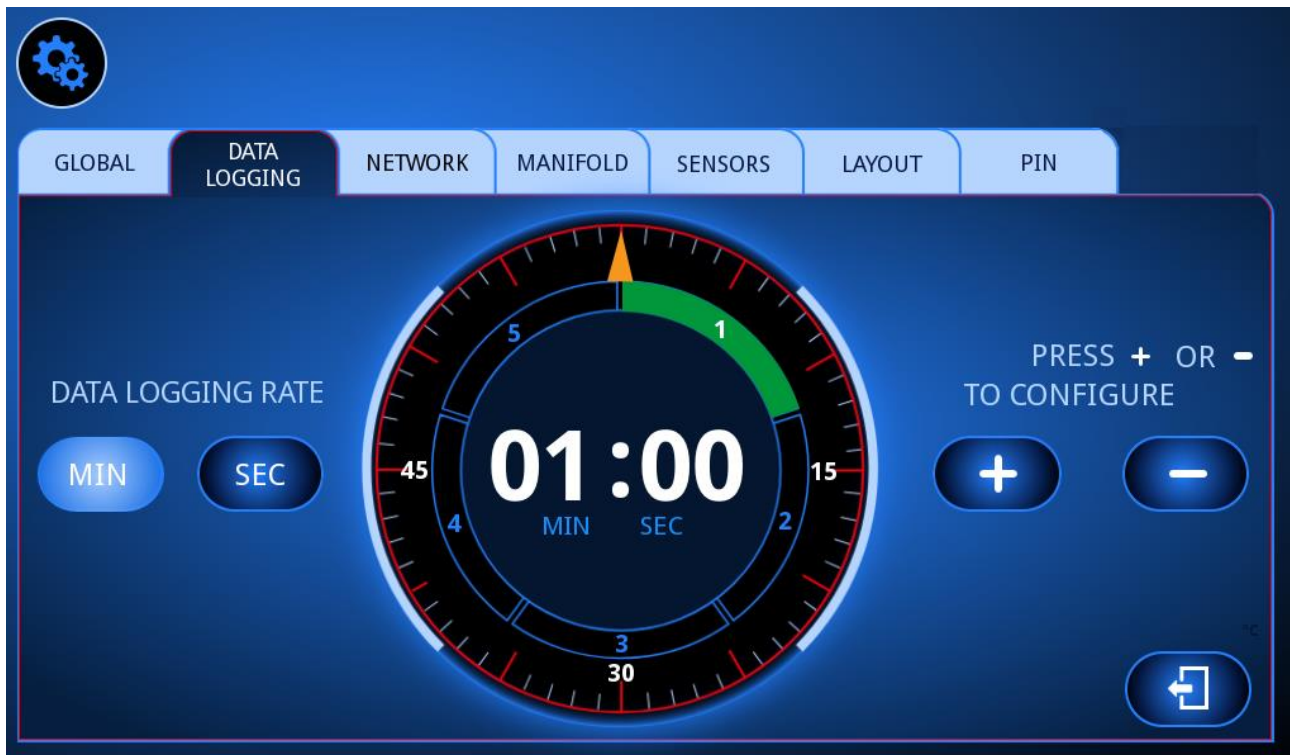 GLOBAL
DATA
LOGGING
NETWORK
MANIFOLD
SENSORS
LAYOUT
PIN
DATA LOGGING RATE
MIN
SEC
5
1
45
01:00
15
MIN SEC
4
2
3
30
PRESS + OR -
TO CONFIGURE
+
-
°C